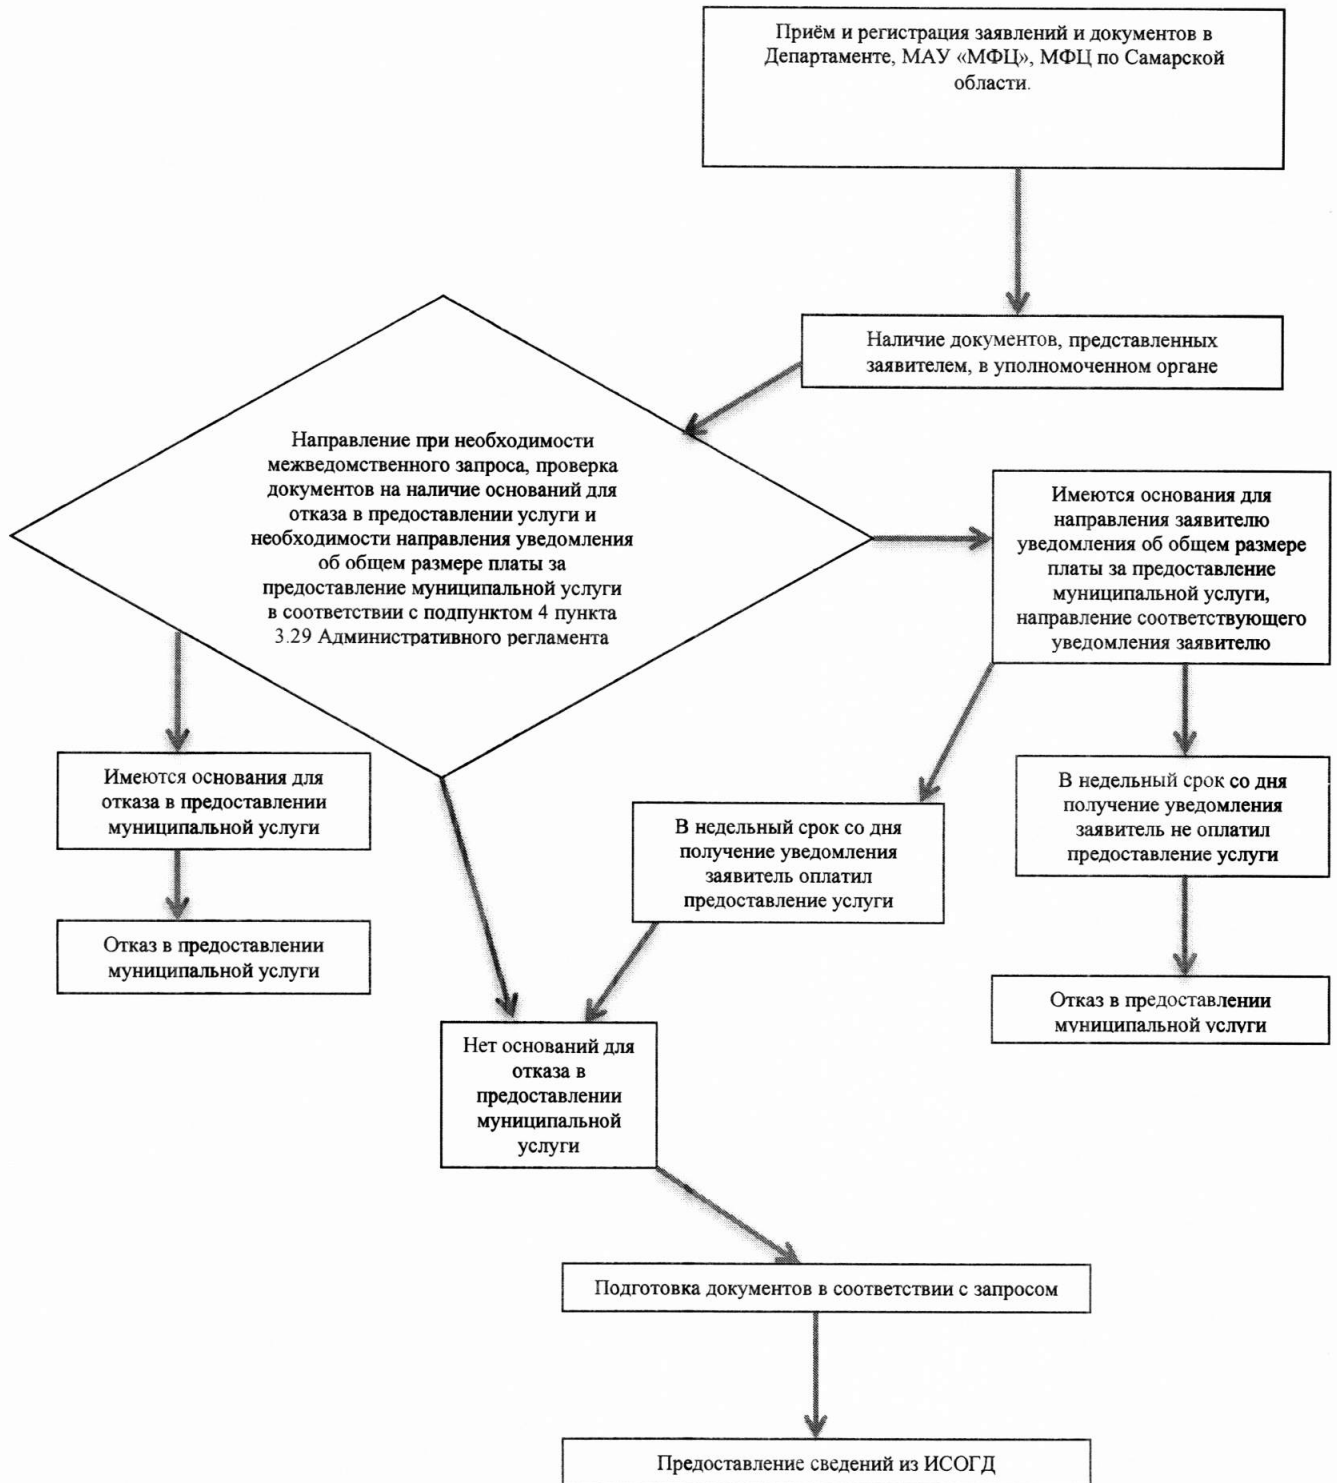 Приём и регистрация заявлений и документов в
Департаменте, МАУ «МФЦ», МФЦ по Самарской
области.
Наличие документов, представленных
заявителем, в уполномоченном органе
Направление при необходимости
межведомственного запроса, проверка
документов на наличие оснований для
отказа в предоставлении услуги и
необходимости направления уведомления
об общем размере платы за
предоставление муниципальной услуги
в соответствии с подпунктом 4 пункта
3.29 Административного регламента
Имеются основания для
направления заявителю
уведомления об общем размере
платы за предоставление
муниципальной услуги,
направление соответствующего
уведомления заявителю
Имеются основания для
отказа в предоставлении
муниципальной услуги
В недельный срок со дня
получение уведомления
заявитель оплатил
предоставление услуги
В недельный срок со дня
получение уведомления
заявитель не оплатил
предоставление услуги
Отказ в предоставлении
муниципальной услуги
Отказ в предоставлении
муниципальной услуги
Нет оснований для
отказа в
предоставлении
муниципальной
услуги
Подготовка документов в соответствии с запросом
Предоставление сведений из ИСОГД